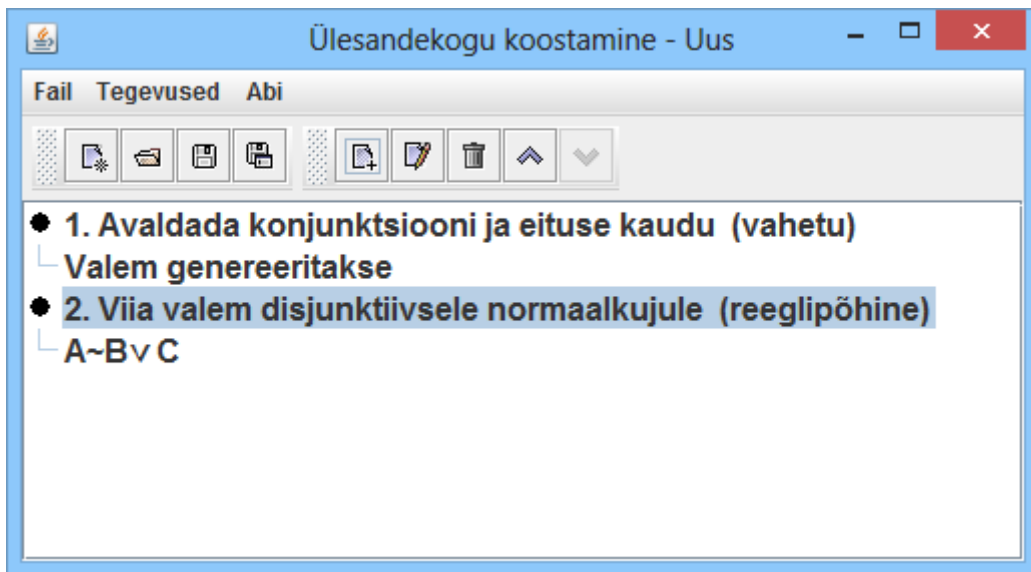 Ülesandekogu koostamine - Uus
Fail Tegevused Abi
1. Avaldada konjunktsiooni ja eituse kaudu (vahetu)
Valem genereeritakse
2. Viia valem disjunktiivsele normaalkujule (reeglipõhine)
A~B∨C